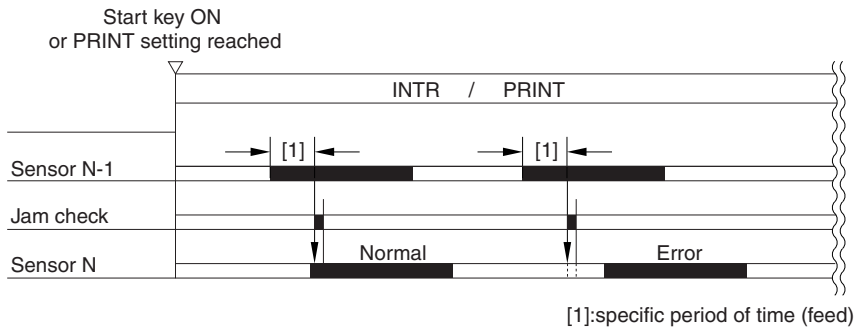 Start key ON
or PRINT setting reached
INTR / PRINT
[1] [1]
Sensor N-1
Jam check
Normal Error
Sensor N
[1]:specific period of time (feed)